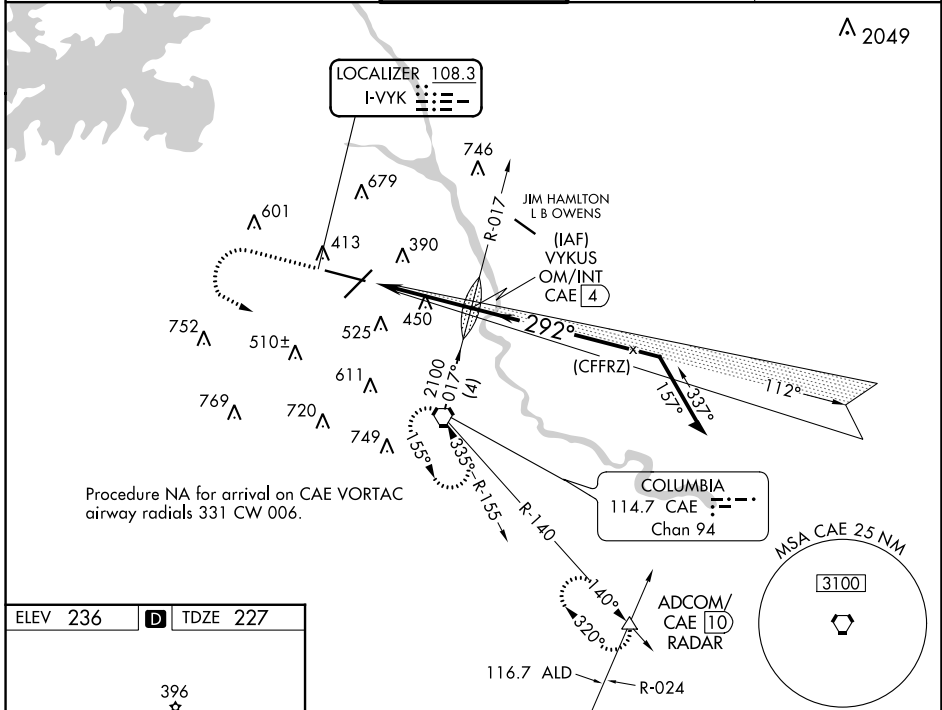 2049
LOCALIZER 108.3
I-VYK
746
679
JIM HAMLTON
L B OWENS
601
R-017
(IAF)
VYKUS
OM/INT
CAE 4
413
390
450
525
292°
752
510±
(CFFRZ)
112°
2100
017°
(4)
337°
157°
611
769
720
749
155°
335°
R-155
R-140
COLUMBIA
114.7 CAE
Chan 94
Procedure NA for arrival on CAE VORTAC
airway radials 331 CW 006.
MSA CAE 25 NM
3100
140°
320°
ADCOM/
CAE 10
RADAR
116.7 ALD
R-024
ELEV 236 D TDZE 227
396